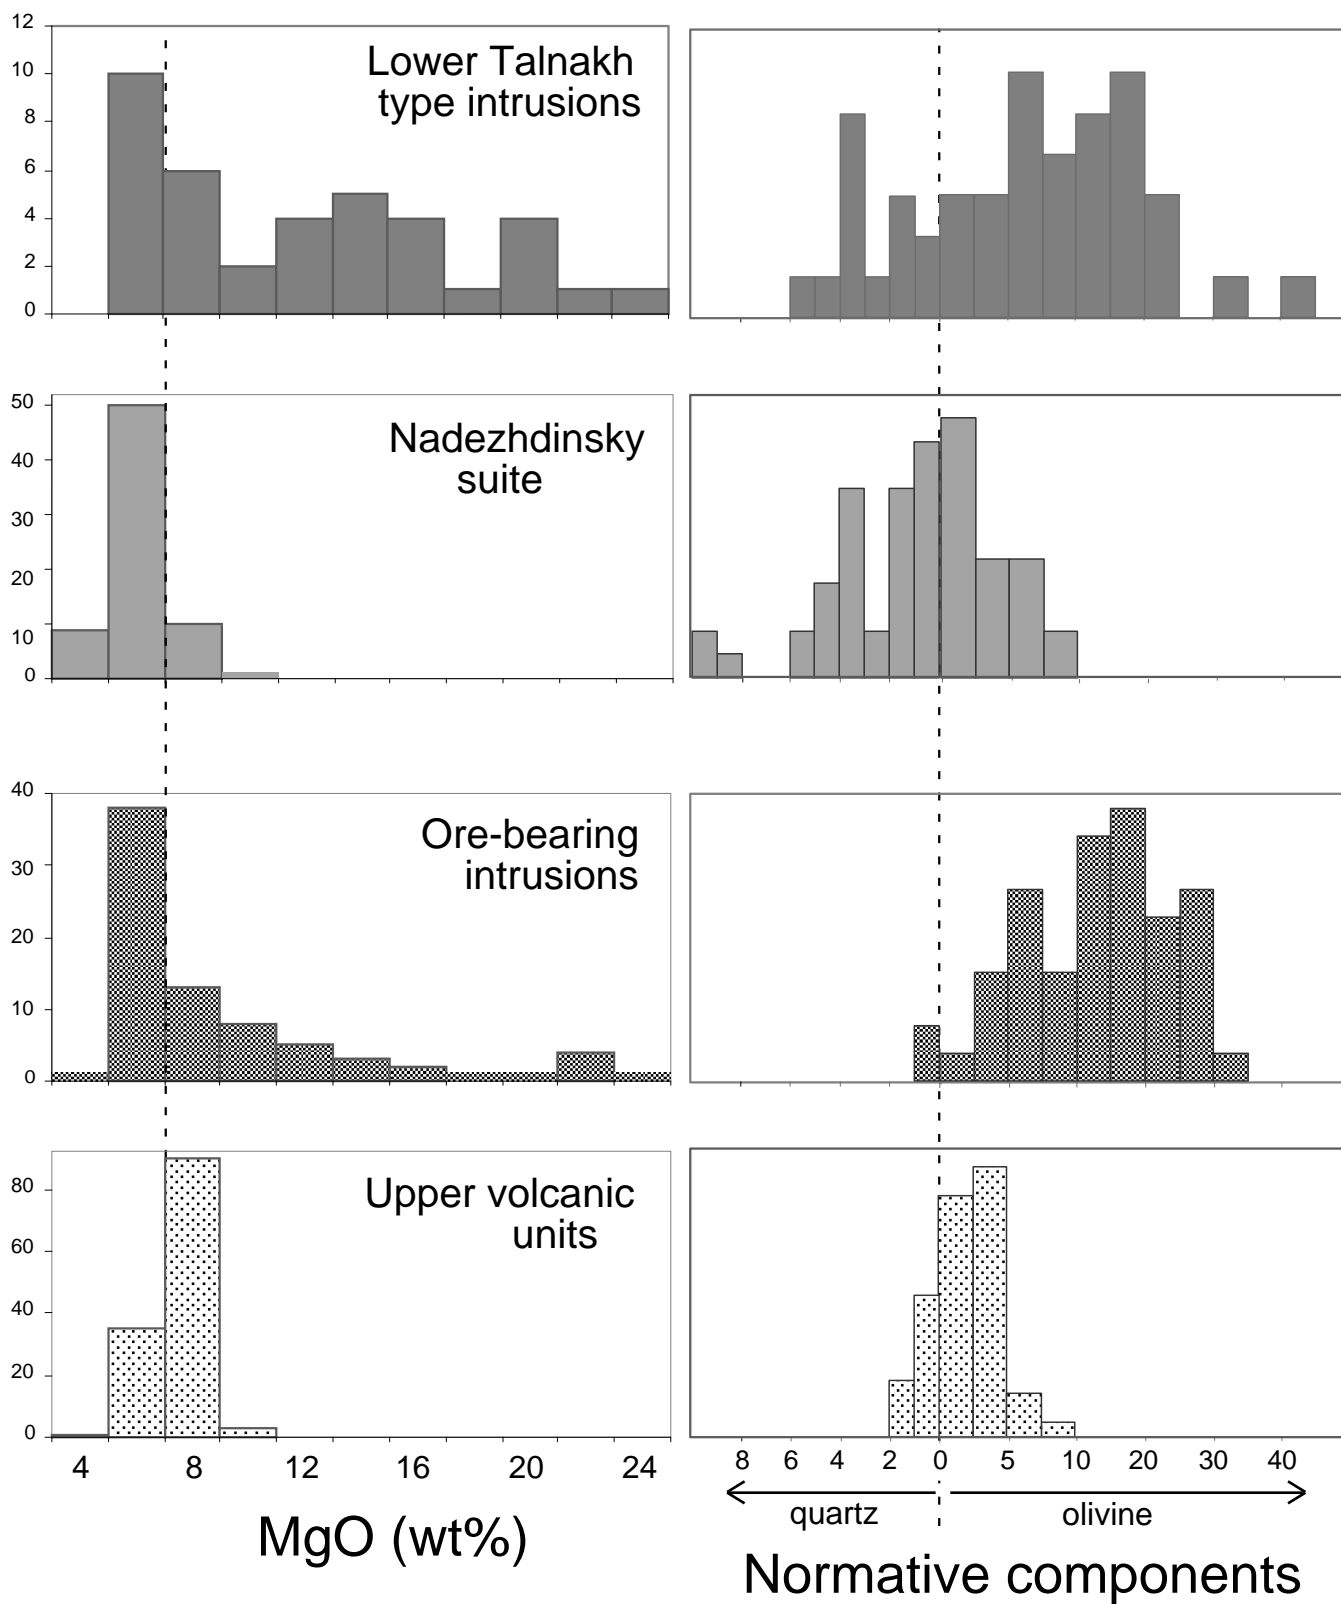 12
10
8
6
4
2
0
Lower Talnakh
type intrusions
50
40
30
20
10
0
Nadezhdinsky
suite
40
30
20
10
0
Ore-bearing
intrusions
80
60
40
20
0
Upper volcanic
units
4 8 12 16 20 24
MgO (wt%)
8 6 4 2 0 5 10 20 30 40
quartz olivine
Normative components